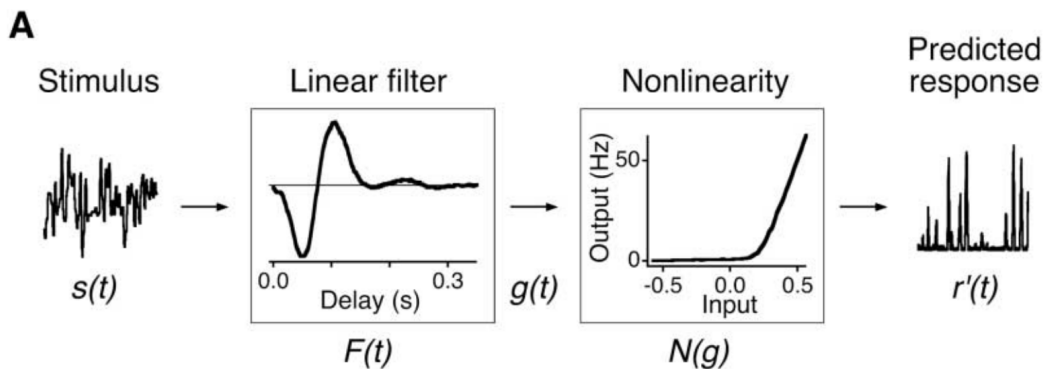 A
Stimulus
Linear filter
Nonlinearity
Predicted
response
0.0
0.3
Delay (s)
Output (Hz)
50
0
-0.5
0.0
0.5
Input
s(t)
F(t)
g(t)
N(g)
r'(t)